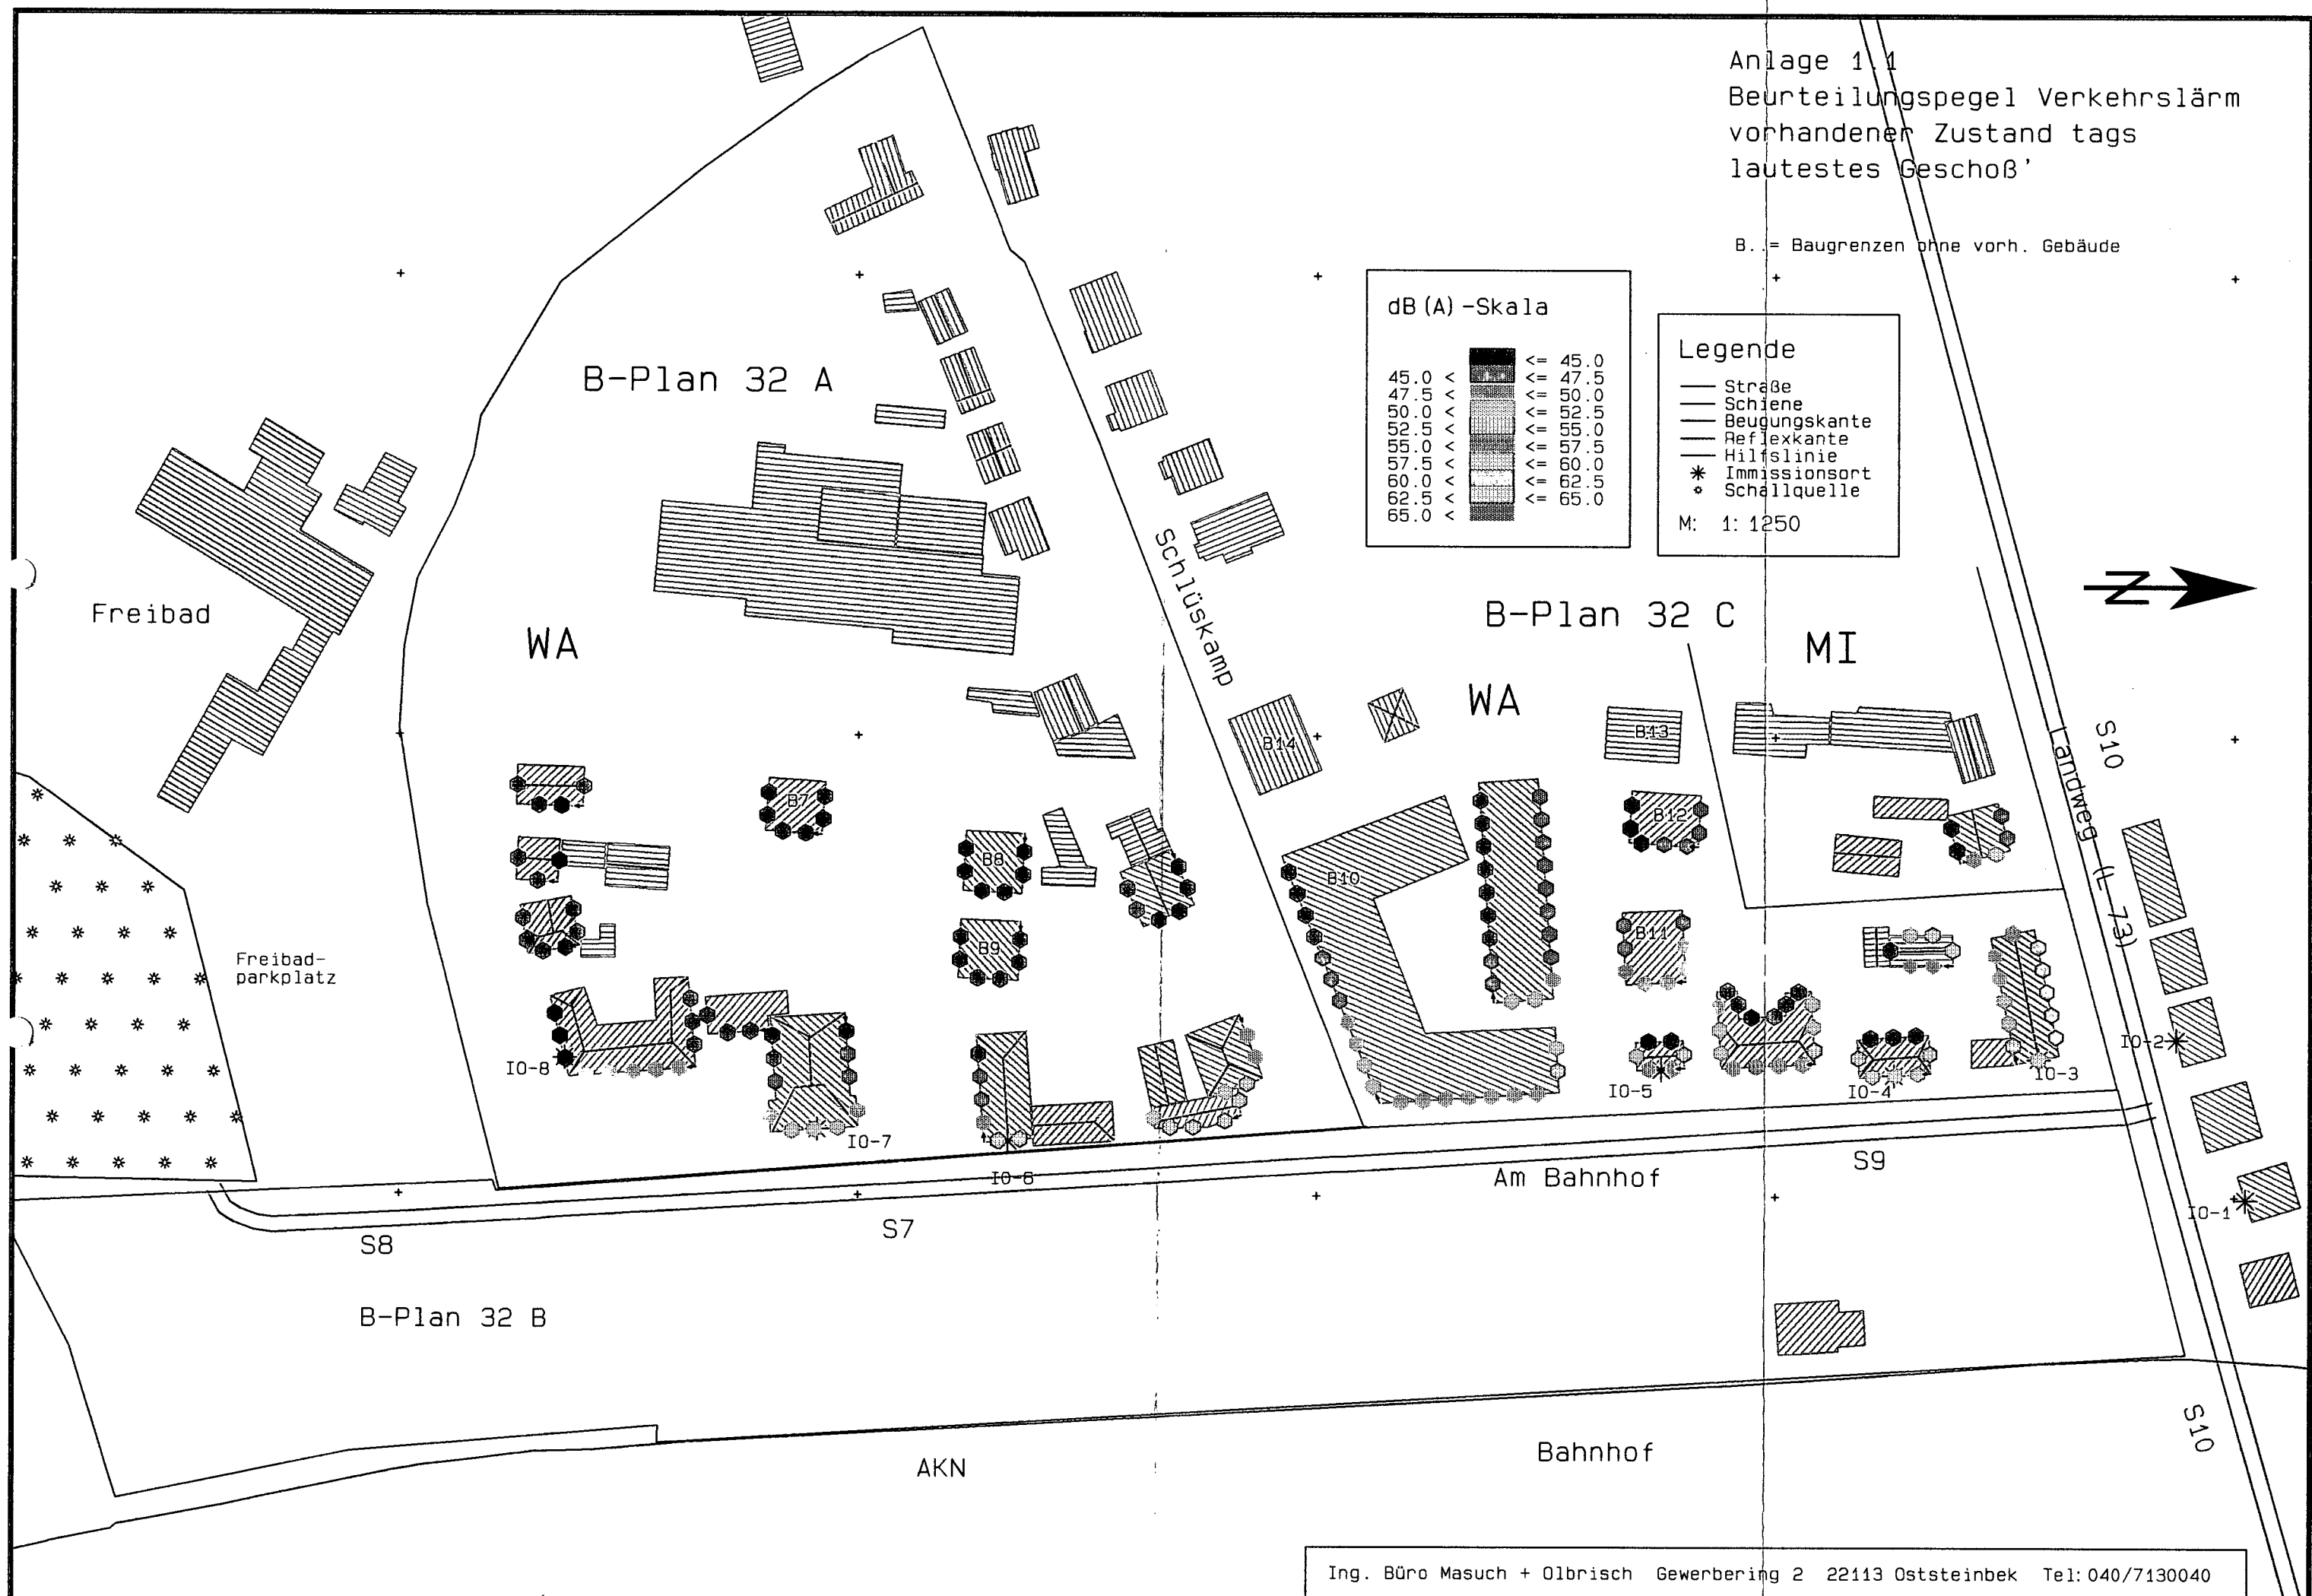 Anlage 1.1
Beurteilungspegel Verkehrslärm
vorhandener Zustand tags
lautestes Geschoß'
B..= Baugrenzen ohne vorh. Gebäude
dB(A)-Skala
<= 45.0
45.0 < <= 47.5
47.5 < <= 50.0
50.0 < <= 52.5
52.5 < <= 55.0
55.0 < <= 57.5
57.5 < <= 60.0
60.0 < <= 62.5
62.5 < <= 65.0
65.0 <
Legende
Straße
Schiene
Beugungskante
Reflexkante
Hilfslinie
Immissionsort
Schallquelle
M: 1: 1250
B-Plan 32 A
Freibad
WA
Schlüskamp
B-Plan 32 C
MI
WA
N
S10
Landweg (L 73)
B14
B13
B7
B12
B8
B10
B9
B11
Freibad-
parkplatz
IO-8
IO-7
IO-6
IO-5
IO-4
IO-3
IO-2
IO-1
Am Bahnhof
S9
S7
S8
B-Plan 32 B
AKN
Bahnhof
S10
Ing. Büro Masuch + Olbrisch Gewerbering 2 22113 Oststeinbek Tel: 040/7130040